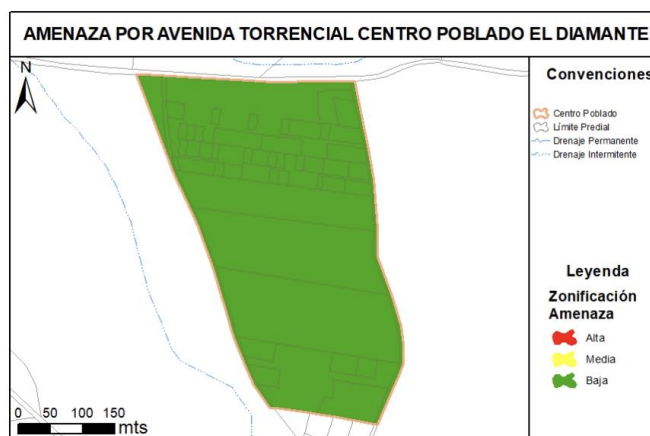 AMENAZA POR AVENIDA TORRENCIAL CENTRO POBLADO EL DIAMANTE
N
Convenciones
Centro Poblado
Límite Predial
Drenaje Permanente
Drenaje Intermitente
Leyenda
Zonificación
Amenaza
Alta
Media
Baja
0 50 100 150
mts